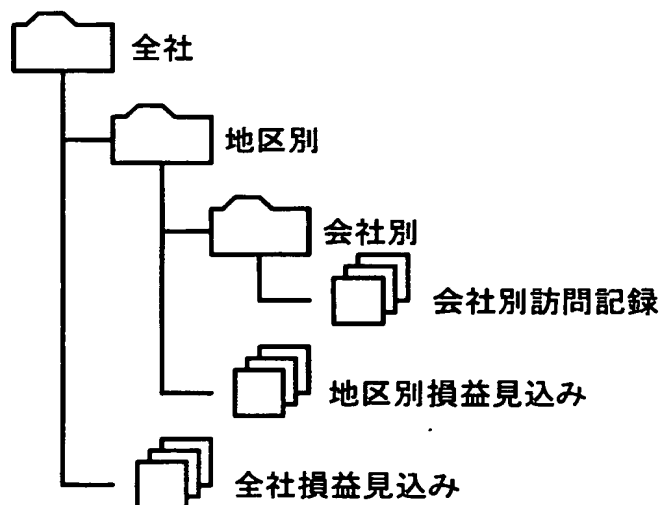 全社
地区別
会社別
会社別訪問記録
地区別損益見込み
全社損益見込み